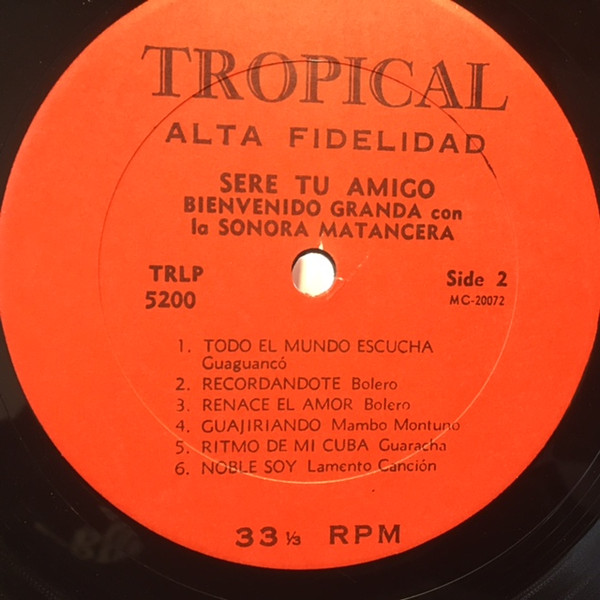 TROPICAL
ALTA FIDELIDAD
SERE TU AMIGO
BIENVENIDO GRANDA con
la SONORA MATANCERA
TRLP
5200
Side 2
MC-20072
1. TODO EL MUNDO ESCUCHA
Guaguancó
2. RECORDANDOTE Bolero
3. RENACE EL AMOR Bolero
4. GUAJIRIANDO Mambo Montuno
5. RITMO DE MI CUBA Guaracha
6. NOBLE SOY Lamento Canción
33 ⅓ RPM